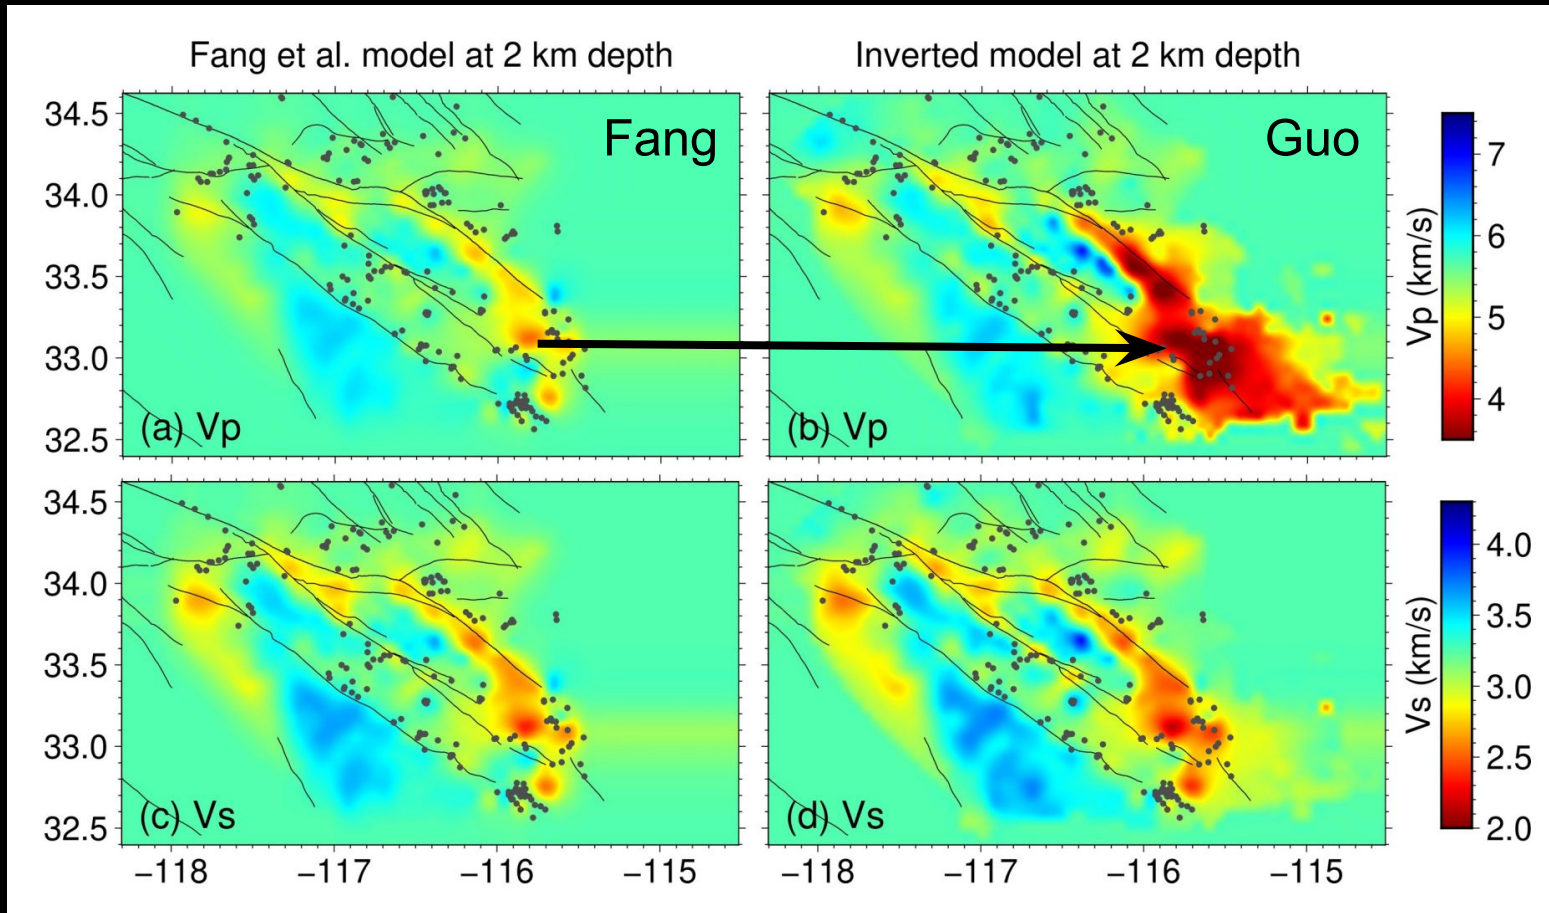 Fang et al. model at 2 km depth
Inverted model at 2 km depth
34.5
34.0
33.5
33.0
32.5
Fang
(a) Vp
Guo
(b) Vp
7
6
5
4
Vp (km/s)
34.5
34.0
33.5
33.0
32.5
(c) Vs
(d) Vs
4.0
3.5
3.0
2.5
2.0
Vs (km/s)
−118 −117 −116 −115
−118 −117 −116 −115